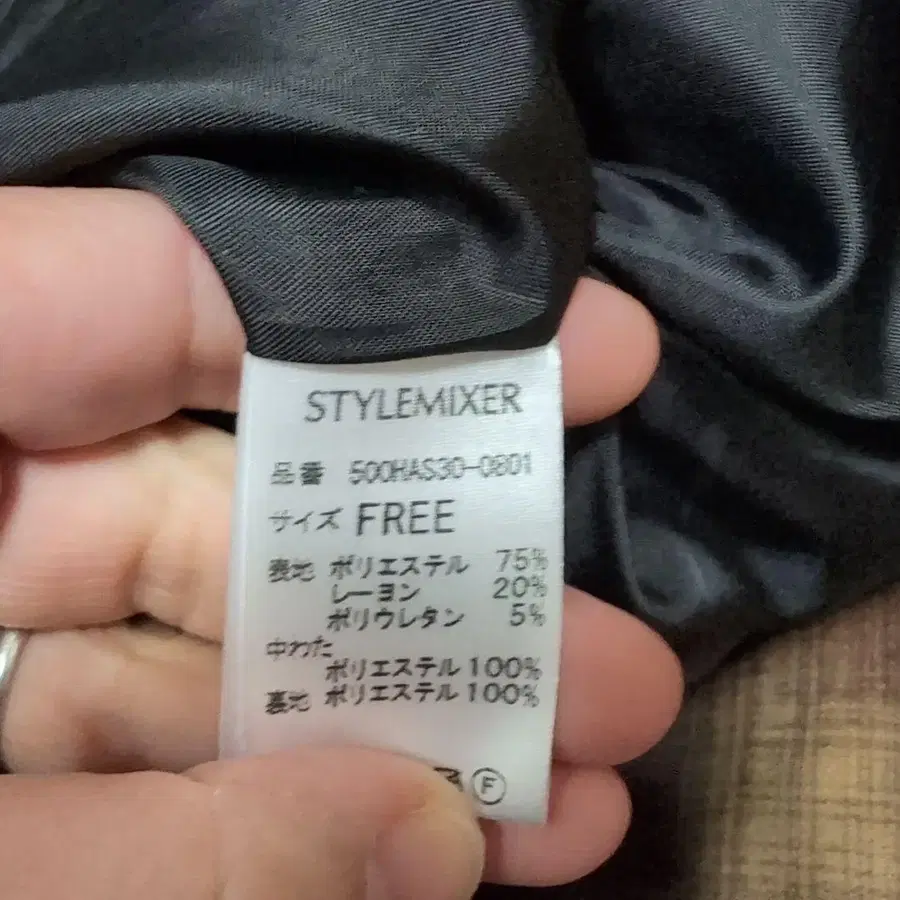 STYLEMIXER
品番 500HAS30-0801
サイズ FREE
表地 ポリエステル 75%
レーヨン 20%
ポリウレタン 5%
中わた
ポリエステル 100%
裏地 ポリエステル 100%
F